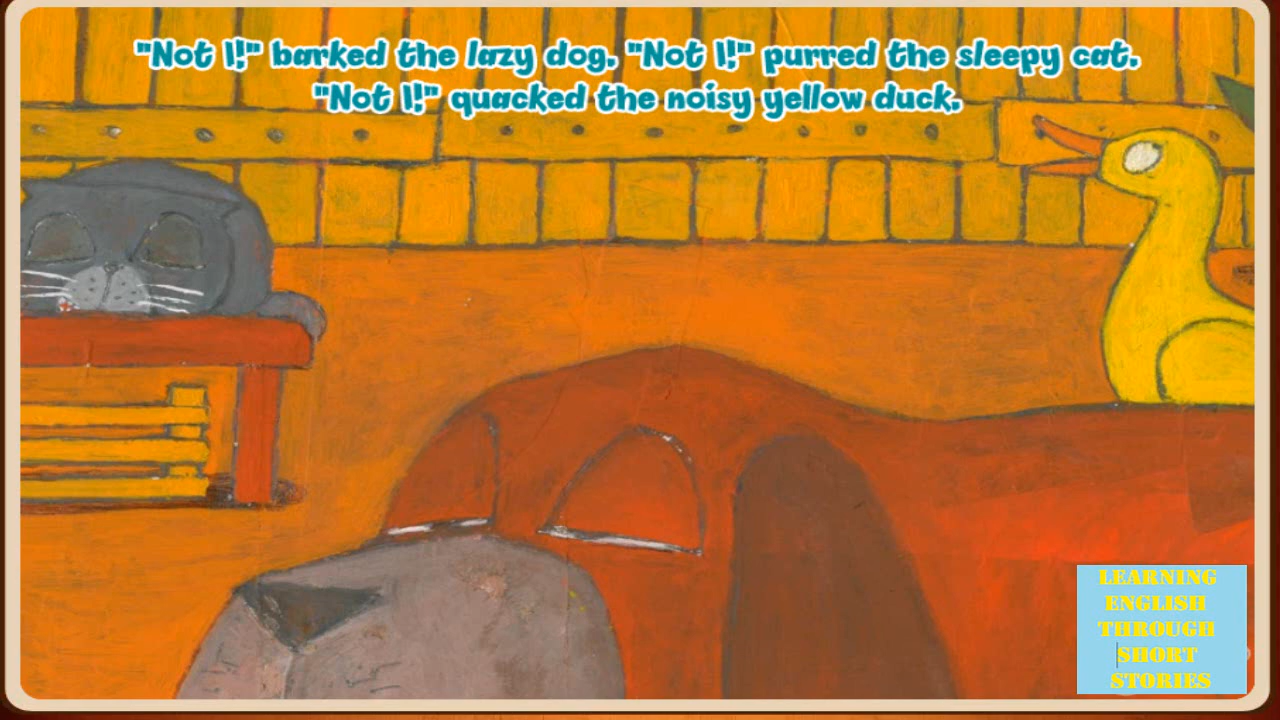 "Not I!" barked the lazy dog. "Not I!" purred the sleepy cat.
"Not I!" quacked the noisy yellow duck.
LEARNING
ENGLISH
THROUGH
SHORT
STORIES